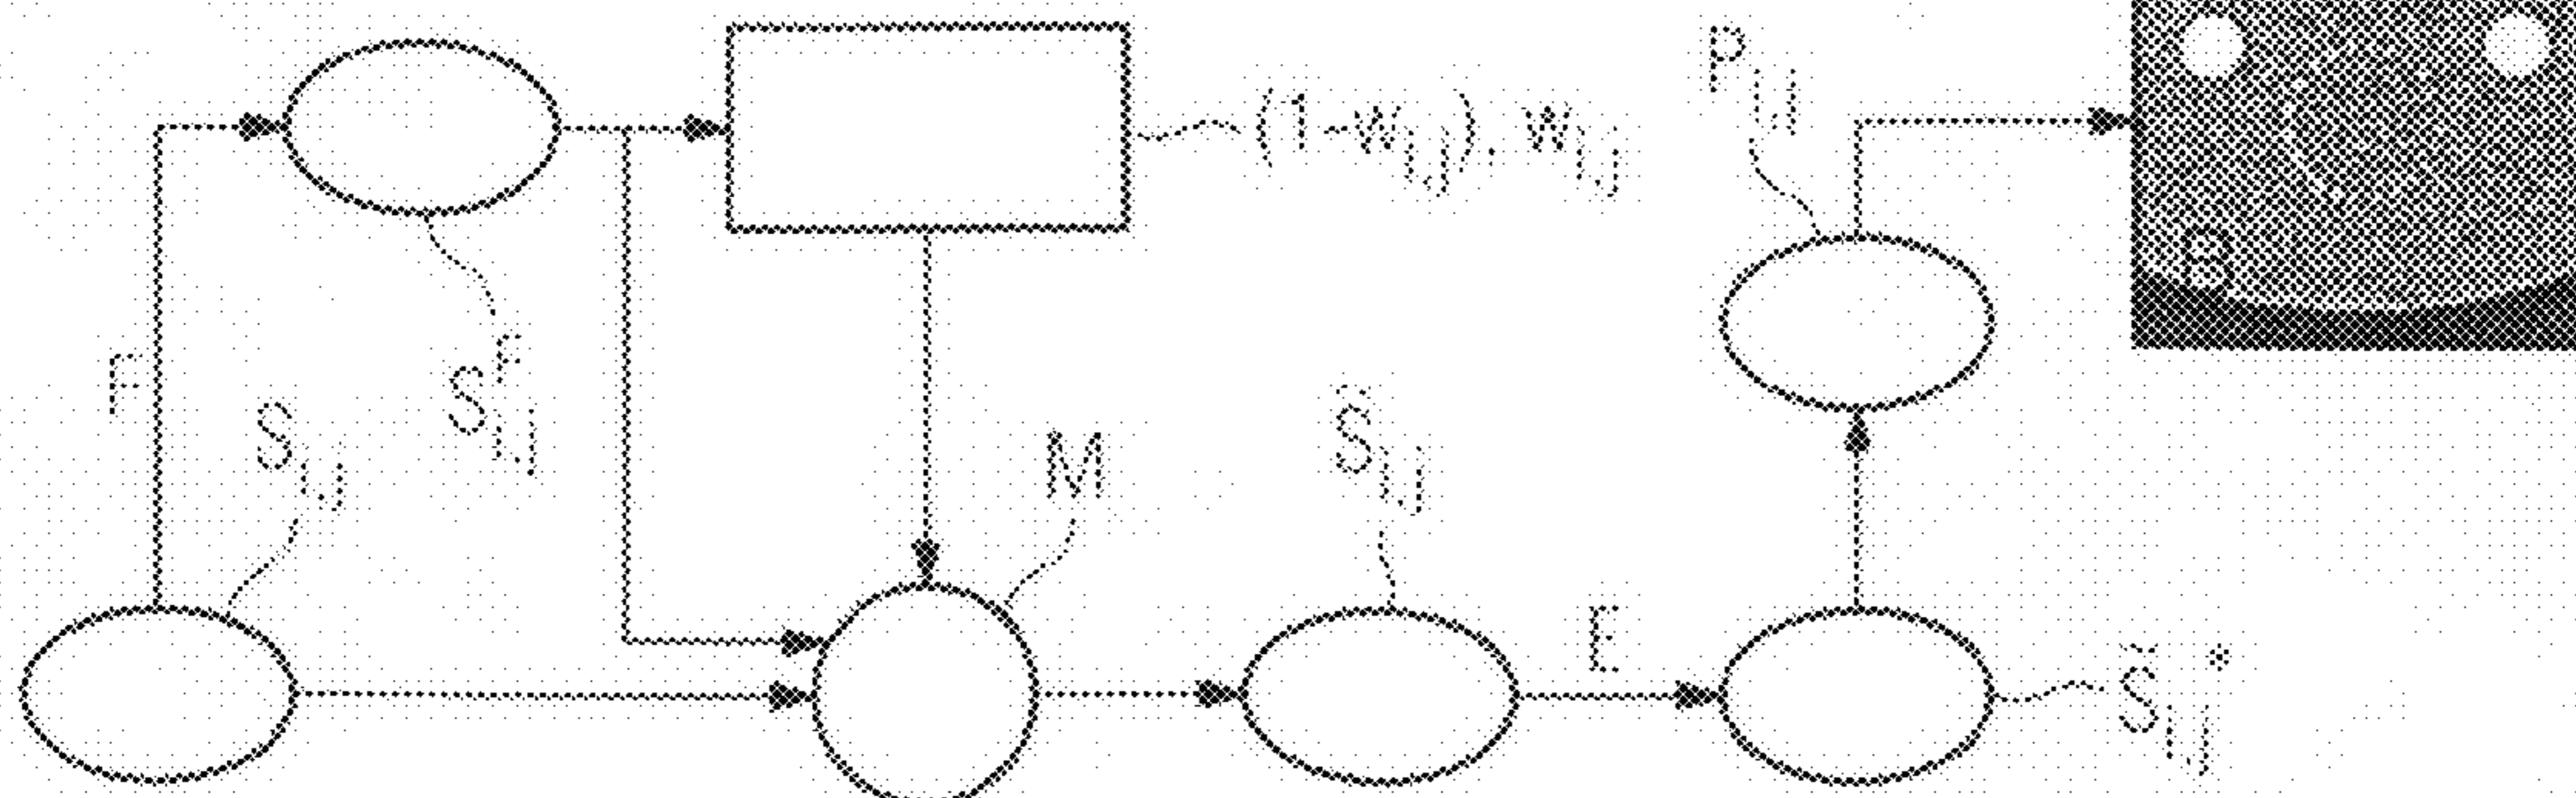 (1-w_{i,j}), w_{i,j}
P_{i,j}
B
F
S_{i,j}
S^F_{i,j}
M
S̃_{i,j}
E
S̃_{i,j}*